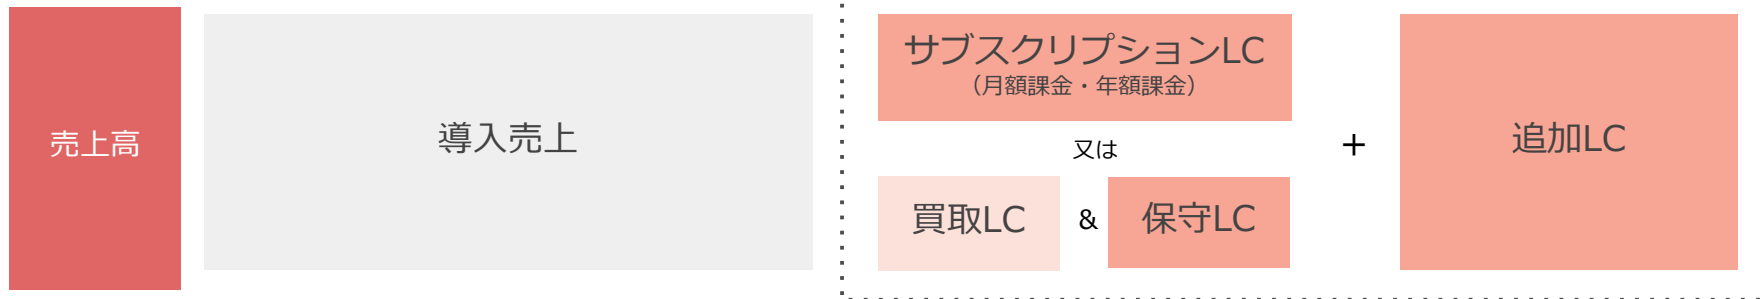 売上高
導入売上
サブスクリプションLC
（月額課金・年額課金）
又は
買取LC
&
保守LC
+
追加LC